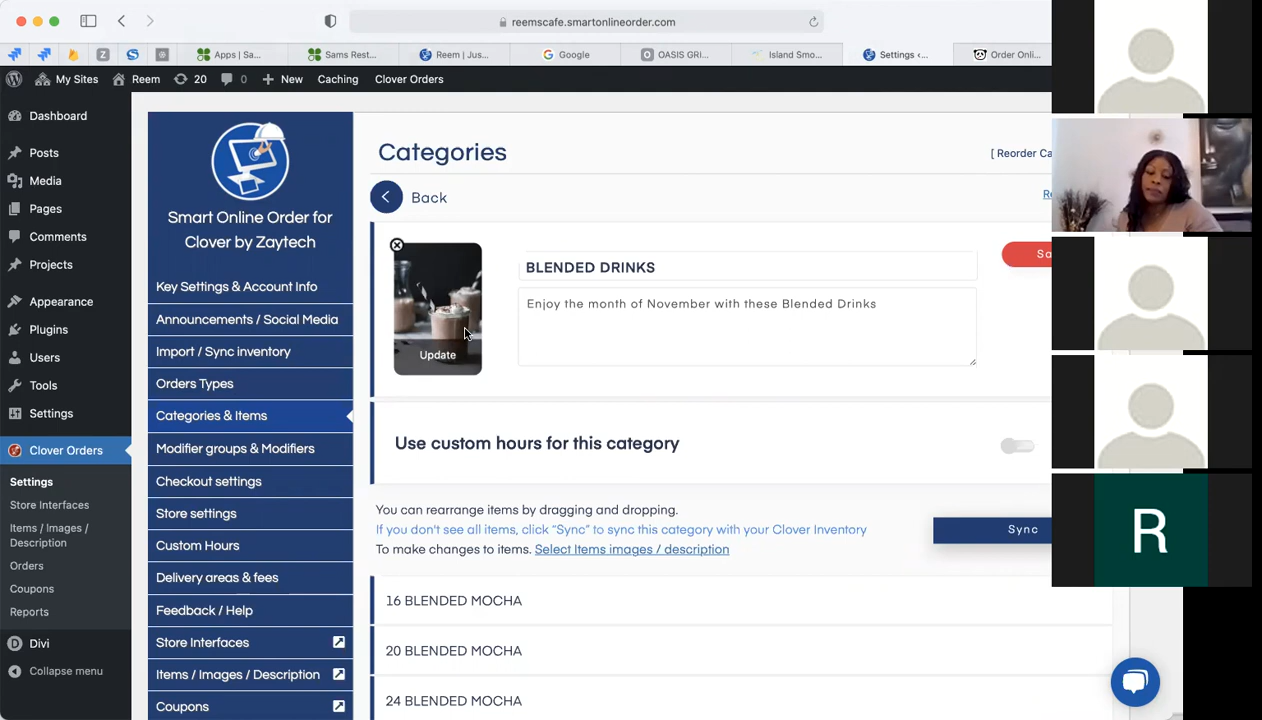 reemscafe.smartonlineorder.com
Apps | Sa...
Sams Rest...
Reem | Jus...
Google
OASIS GRI...
Island Smo...
Settings ‹...
Order Onli...
My Sites
Reem
20
0
New
Caching
Clover Orders
Dashboard
Posts
Media
Pages
Comments
Projects
Appearance
Plugins
Users
Tools
Settings
Clover Orders
Settings
Store Interfaces
Items / Images /
Description
Orders
Coupons
Reports
Divi
Collapse menu
Smart Online Order for
Clover by Zaytech
Key Settings & Account Info
Announcements / Social Media
Import / Sync inventory
Orders Types
Categories & Items
Modifier groups & Modifiers
Checkout settings
Store settings
Custom Hours
Delivery areas & fees
Feedback / Help
Store Interfaces
Items / Images / Description
Coupons
Categories
[ Reorder Ca
Back
Re
Update
BLENDED DRINKS
Enjoy the month of November with these Blended Drinks
Sa
Use custom hours for this category
You can rearrange items by dragging and dropping.
If you don't see all items, click “Sync” to sync this category with your Clover Inventory
To make changes to items. Select Items images / description
Sync
16 BLENDED MOCHA
20 BLENDED MOCHA
24 BLENDED MOCHA
R